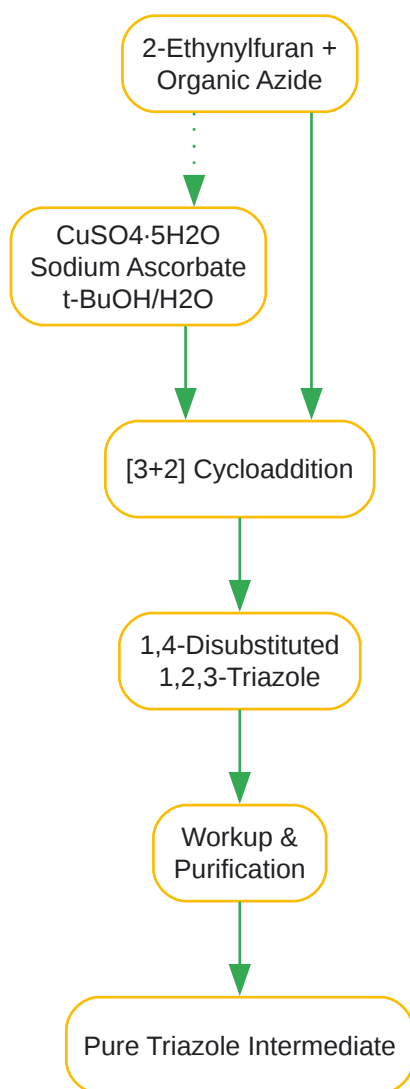 2-Ethynylfuran +
Organic Azide
CuSO4·5H2O
Sodium Ascorbate
t-BuOH/H2O
[3+2] Cycloaddition
1,4-Disubstituted
1,2,3-Triazole
Workup &
Purification
Pure Triazole Intermediate